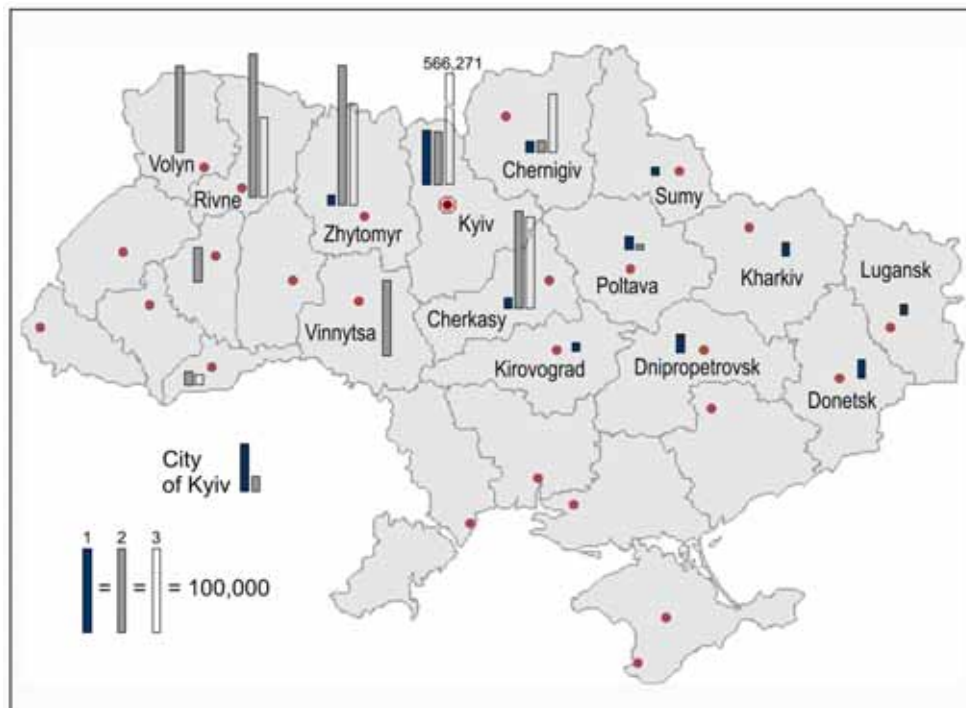 566,271
Volyn
Rivne
Zhytomyr
Kyiv
Chernigiv
Sumy
Vinnytsa
Cherkasy
Poltava
Kharkiv
Lugansk
Kirovograd
Dnipropetrovsk
Donetsk
City
of Kyiv
1 2 3
= = = 100,000